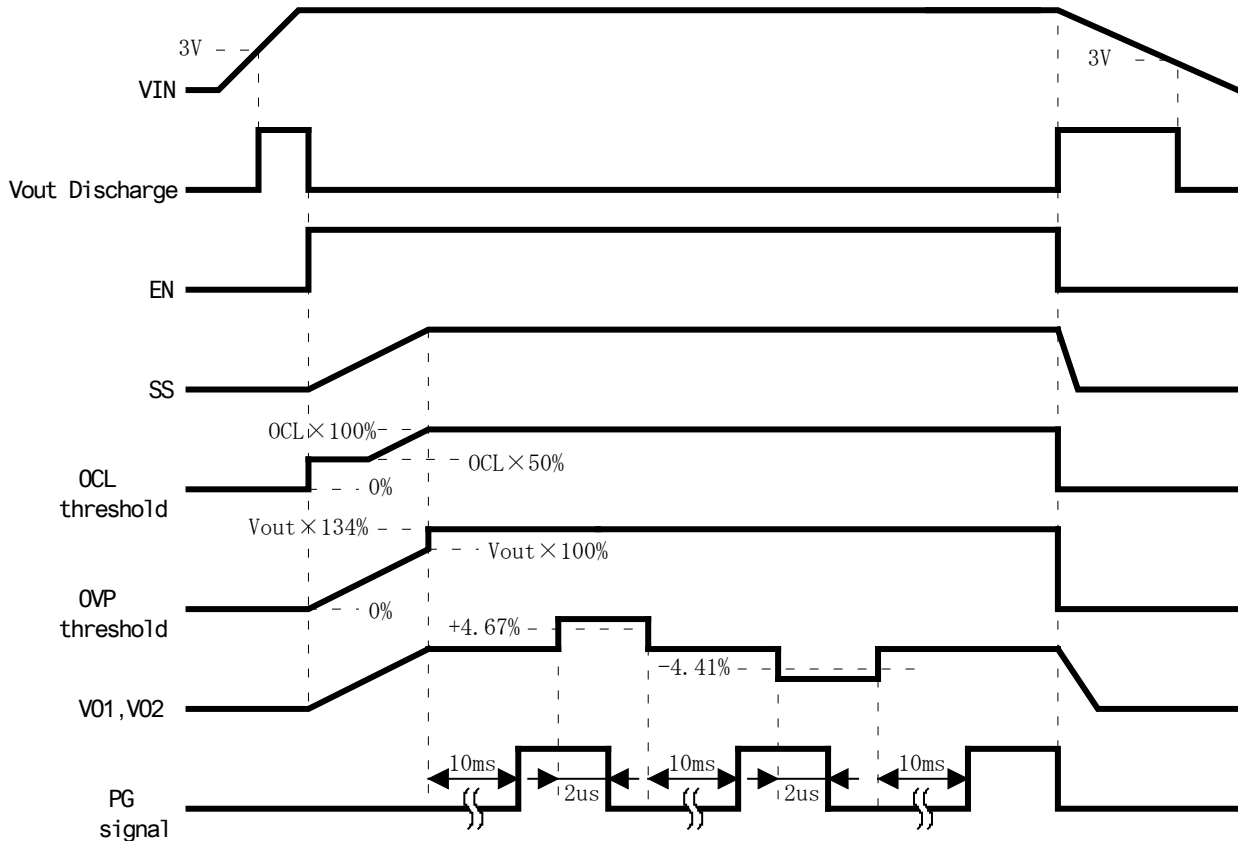 3V
3V
VIN
Vout Discharge
EN
SS
OCL×100%
OCL×50%
0%
OCL
threshold
Vout×134%
Vout×100%
0%
OVP
threshold
+4.67%
-4.41%
VO1,VO2
10ms
10ms
10ms
2us
2us
PG
signal